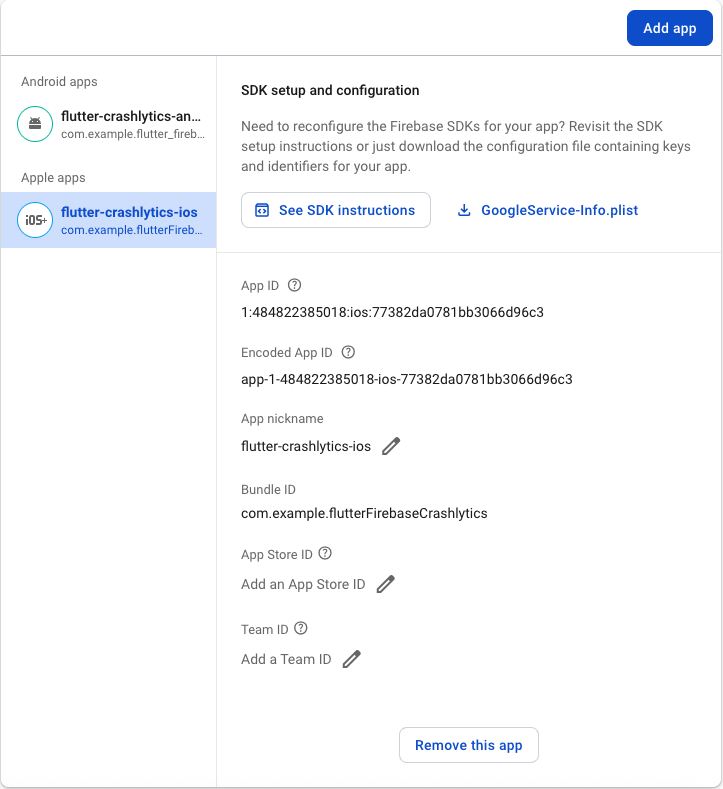 Add app
Android apps
flutter-crashlytics-an...
com.example.flutter_fireb...
Apple apps
iOS+
flutter-crashlytics-ios
com.example.flutterFireb...
SDK setup and configuration
Need to reconfigure the Firebase SDKs for your app? Revisit the SDK
setup instructions or just download the configuration file containing keys
and identifiers for your app.
See SDK instructions
GoogleService-Info.plist
App ID
1:484822385018:ios:77382da0781bb3066d96c3
Encoded App ID
app-1-484822385018-ios-77382da0781bb3066d96c3
App nickname
flutter-crashlytics-ios
Bundle ID
com.example.flutterFirebaseCrashlytics
App Store ID
Add an App Store ID
Team ID
Add a Team ID
Remove this app